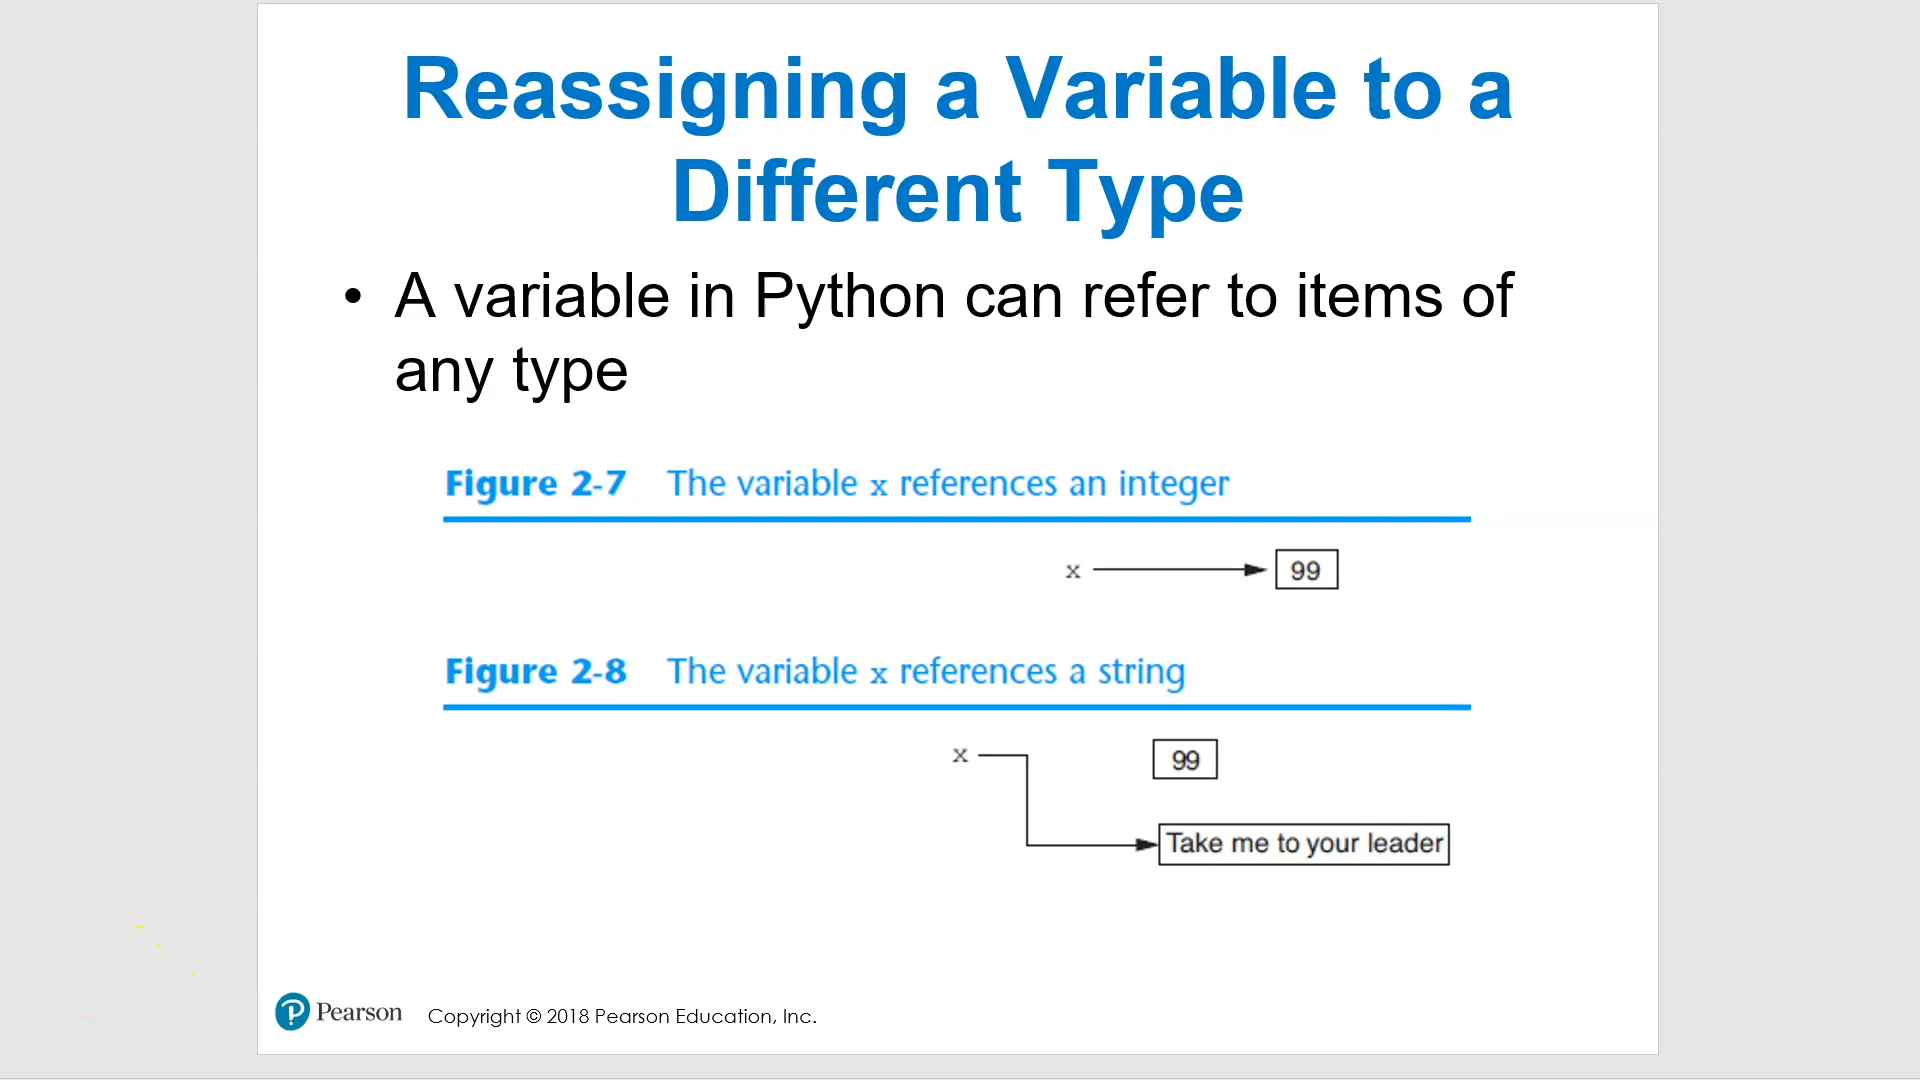 Reassigning a Variable to a
Different Type
• A variable in Python can refer to items of
any type
Figure 2-7 The variable x references an integer
x 99
Figure 2-8 The variable x references a string
x 99
Take me to your leader
Pearson Copyright © 2018 Pearson Education, Inc.